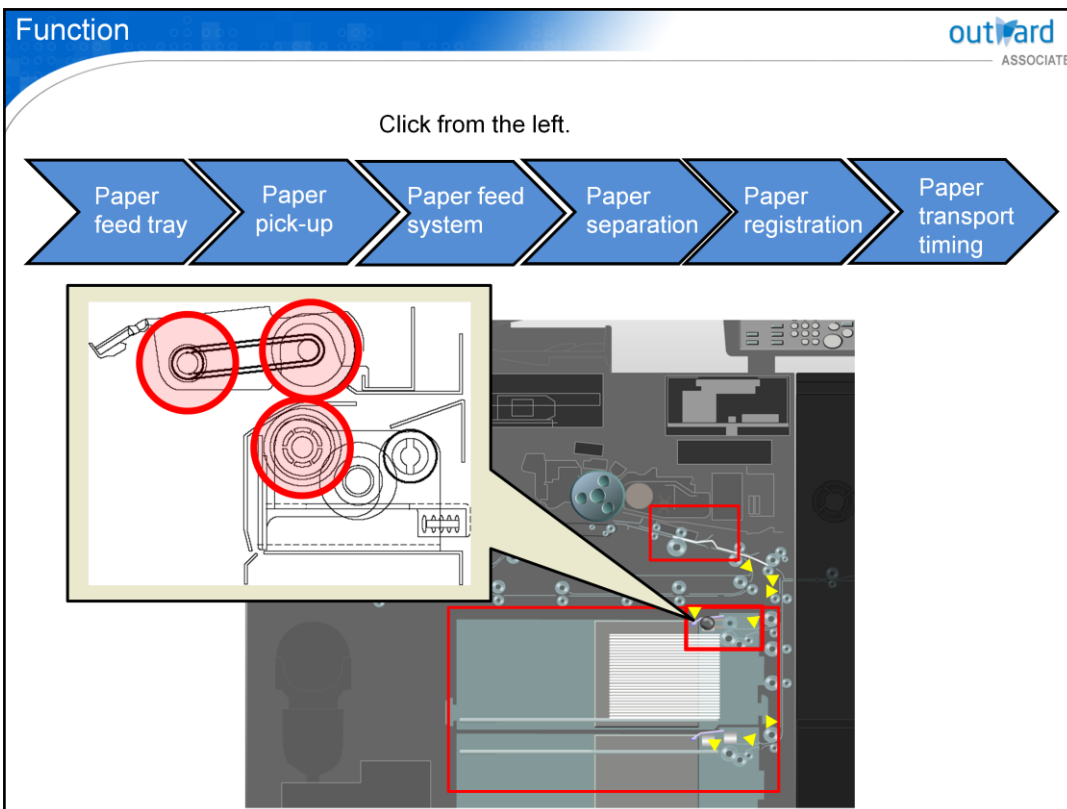 Function
outward
ASSOCIATE
Click from the left.
Paper
feed tray
Paper
pick-up
Paper feed
system
Paper
separation
Paper
registration
Paper
transport
timing